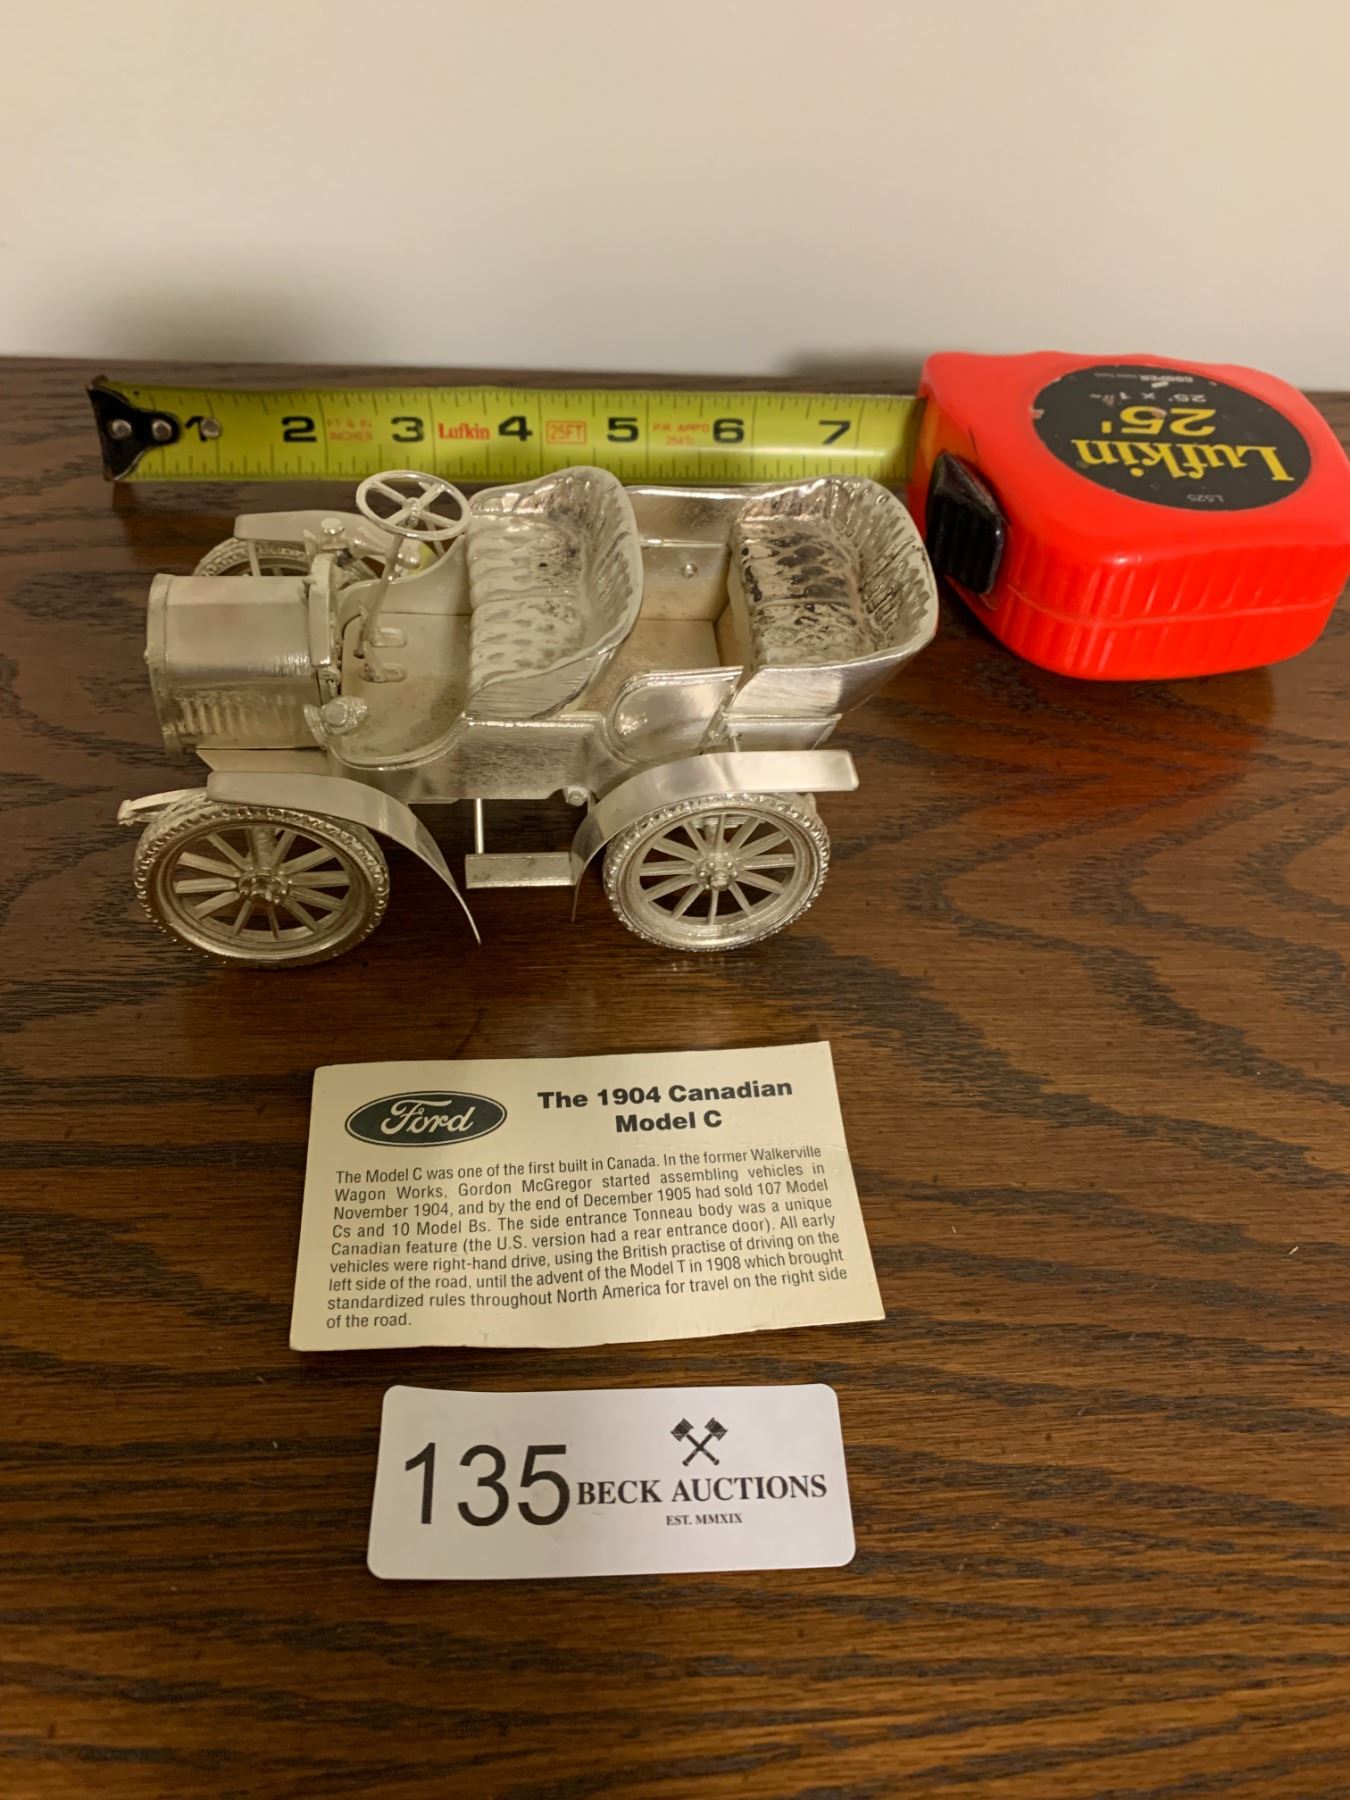 1 2 FT & IN 3 Lufkin 4 25FT 5 P.R. APP'D 6 7
INCHES
COOPER
25' X 1
25'
Lufkin
L525
Ford
The 1904 Canadian
Model C
The Model C was one of the first built in Canada. In the former Walkerville
Wagon Works, Gordon McGregor started assembling vehicles in
November 1904, and by the end of December 1905 had sold 107 Model
Cs and 10 Model Bs. The side entrance Tonneau body was a unique
Canadian feature (the U.S. version had a rear entrance door). All early
vehicles were right-hand drive, using the British practise of driving on the
left side of the road, until the advent of the Model T in 1908 which brought
standardized rules throughout North America for travel on the right side
of the road.
135
BECK AUCTIONS
EST. MMXIX